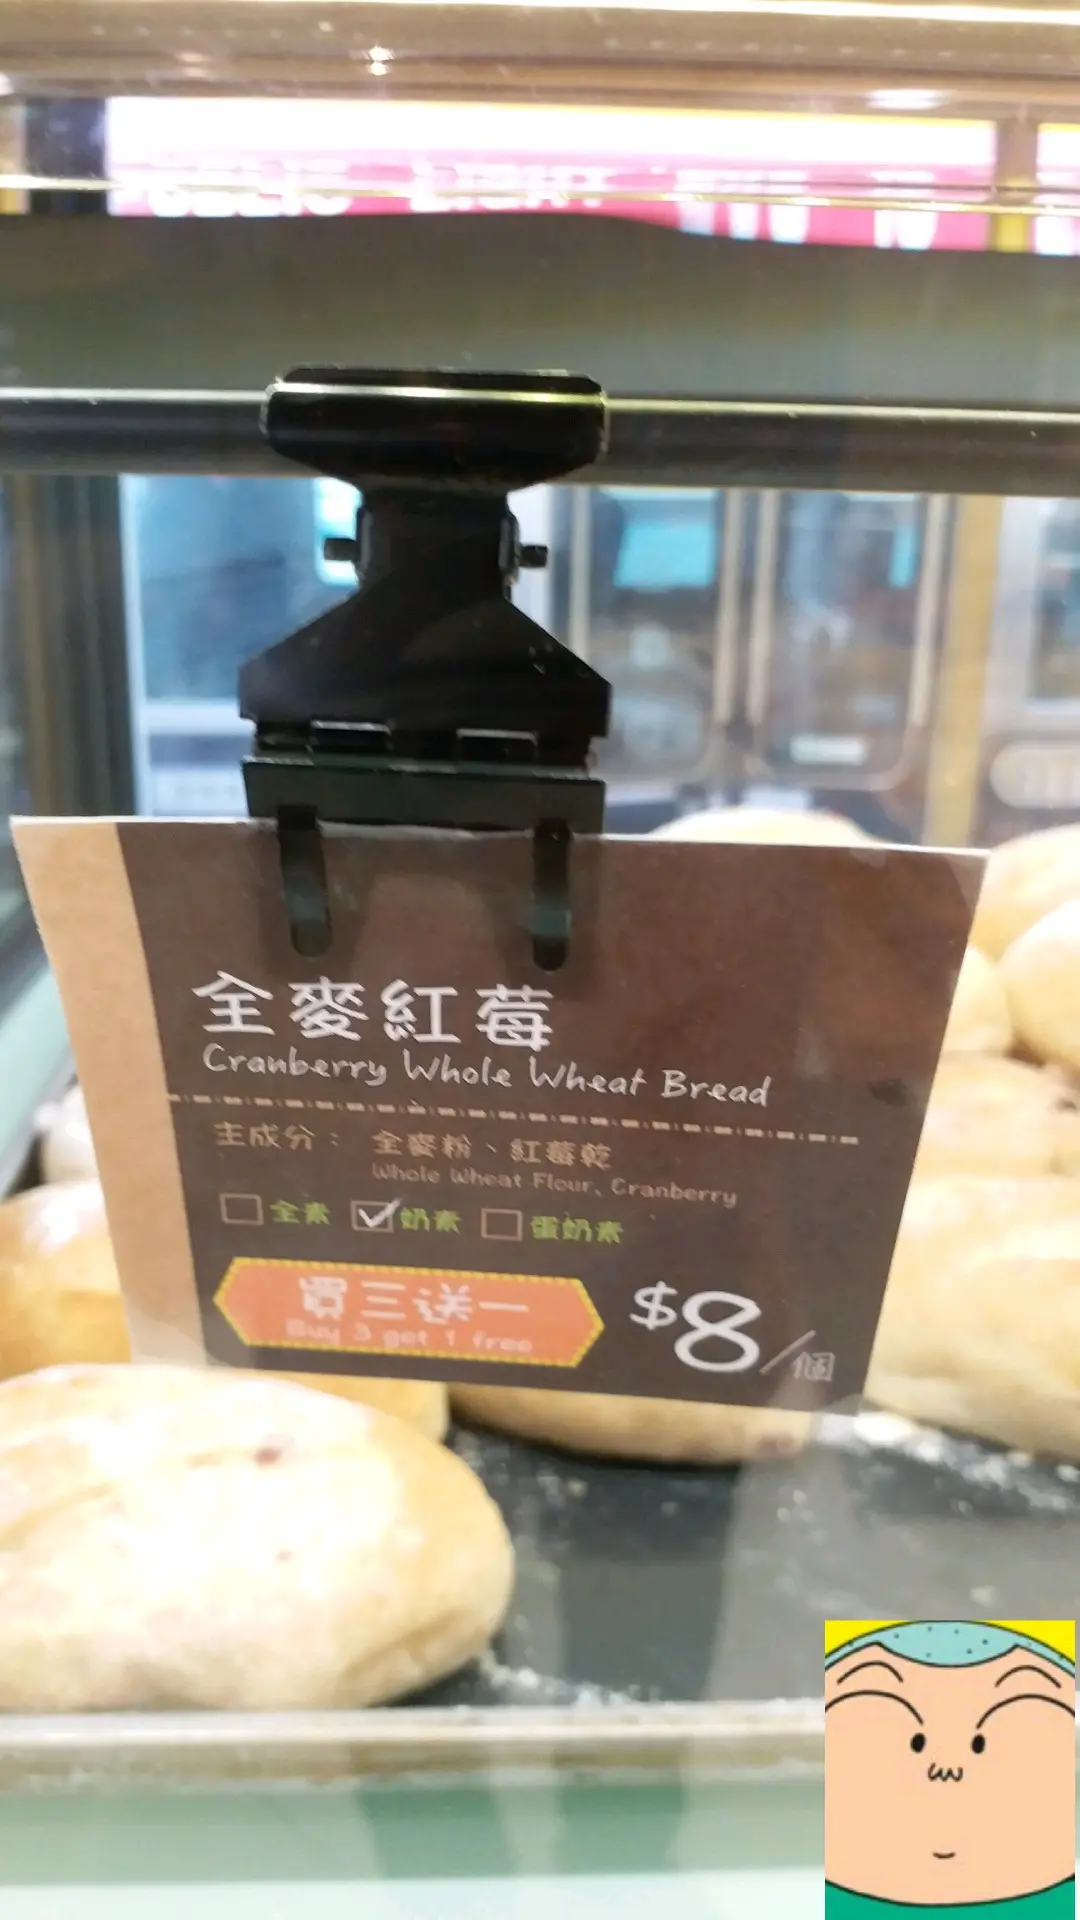 全麥紅莓
Cranberry Whole Wheat Bread
主成分： 全麥粉、紅莓乾
Whole Wheat Flour, Cranberry
全素 奶素 蛋奶素
買三送一
Buy 3 get 1 free
$8/個